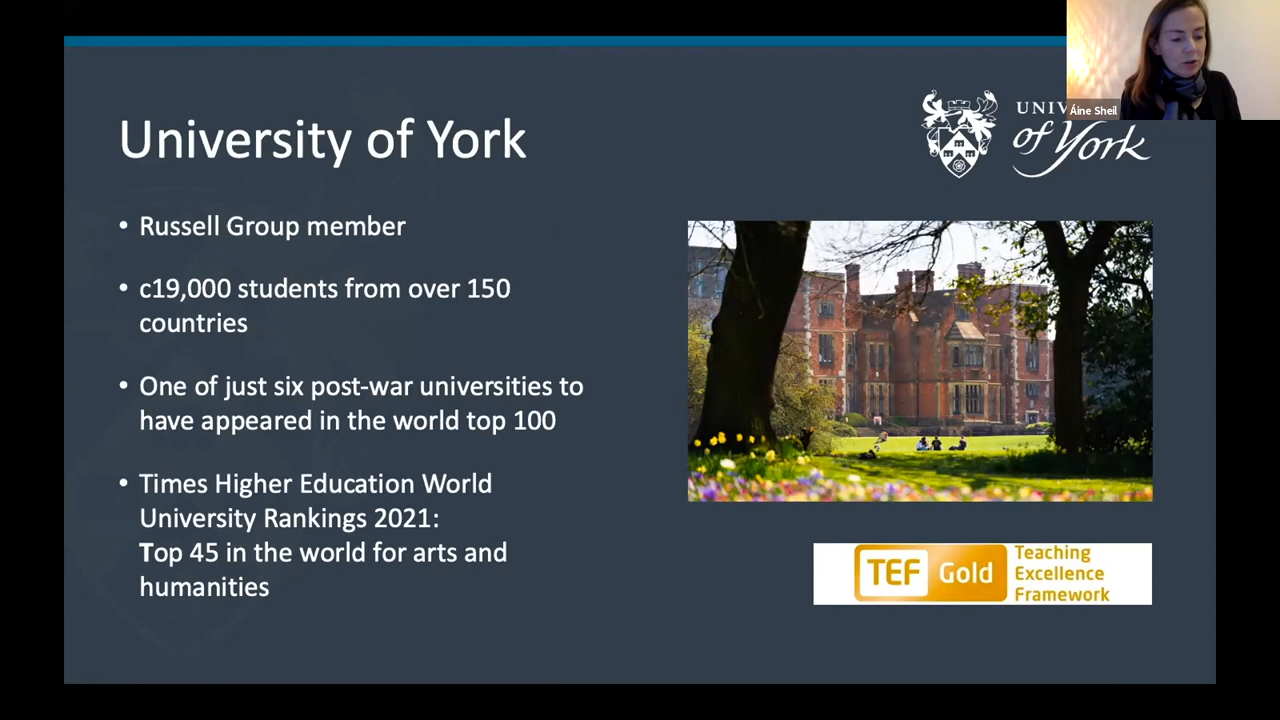 University of York
• Russell Group member
• c19,000 students from over 150
countries
• One of just six post-war universities to
have appeared in the world top 100
• Times Higher Education World
University Rankings 2021:
Top 45 in the world for arts and
humanities
Áine Sheil
of York
TEF Gold
Teaching
Excellence
Framework